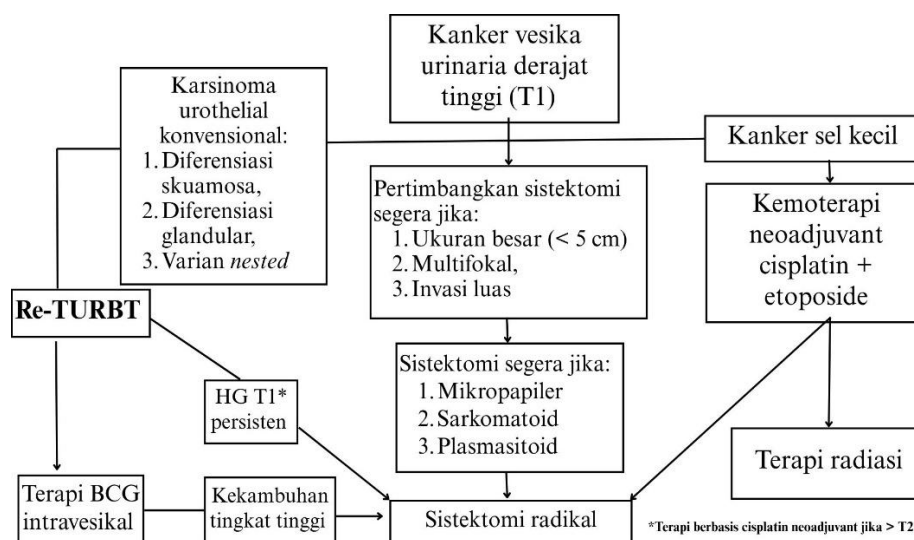 Kanker vesika
urinaria derajat
tinggi (T1)
Karsinoma
urothelial
konvensional:
1. Diferensiasi
skuamosa,
2. Diferensiasi
glandular,
3. Varian nested
Kanker sel kecil
Pertimbangkan sistektomi
segera jika:
1. Ukuran besar (< 5 cm)
2. Multifokal,
3. Invasi luas
Kemoterapi
neoadjuvant
cisplatin +
etoposide
Re-TURBT
HG T1*
persisten
Sistektomi segera jika:
1. Mikropapiler
2. Sarkomatoid
3. Plasmasitoid
Terapi radiasi
Terapi BCG
intravesikal
Kekambuhan
tingkat tinggi
Sistektomi radikal
*Terapi berbasis cisplatin neoadjuvant jika > T2